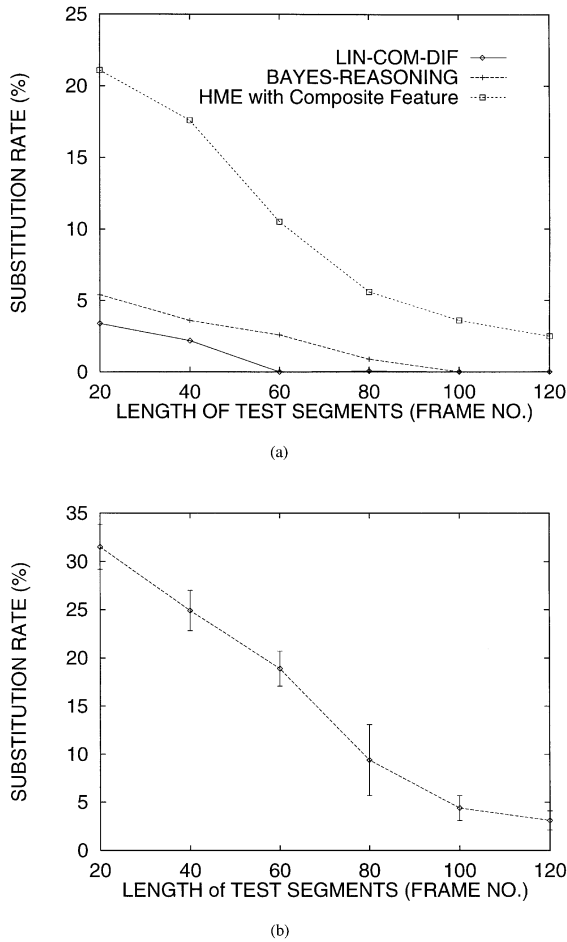 25
20
15
10
5
0
SUBSTITUTION RATE (%)
LIN-COM-DIF
BAYES-REASONING
HME with Composite Feature
20 40 60 80 100 120
LENGTH OF TEST SEGMENTS (FRAME NO.)
(a)
35
30
25
20
15
10
5
0
SUBSTITUTION RATE (%)
20 40 60 80 100 120
LENGTH of TEST SEGMENTS (FRAME NO.)
(b)